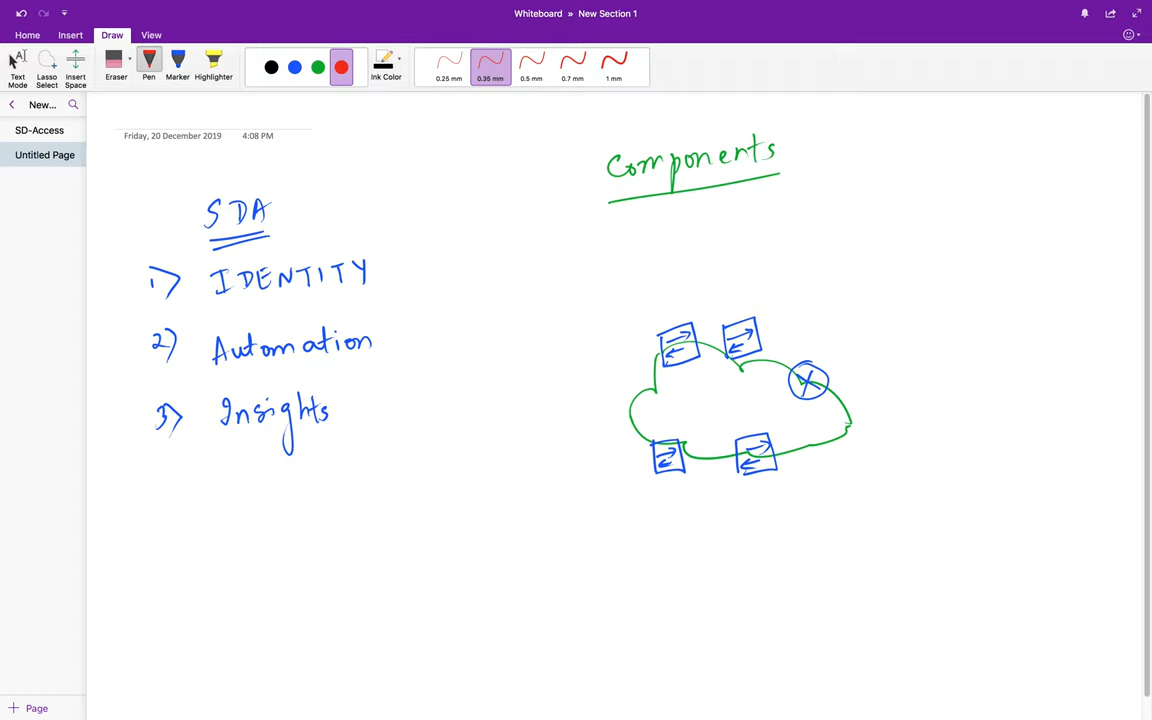 Whiteboard » New Section 1
Home Insert Draw View
Text Mode
Lasso Select
Insert Space
Eraser
Pen
Marker
Highlighter
Ink Color
0.25 mm
0.35 mm
0.5 mm
0.7 mm
1 mm
New...
SD-Access
Untitled Page
Friday, 20 December 2019 4:08 PM
SDA
1) IDENTITY
2) Automation
3) Insights
Components
Page